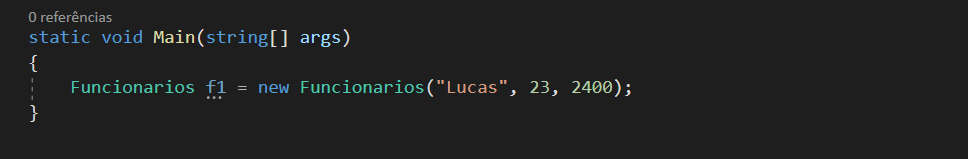 0 referências
static void Main(string[] args)
{
Funcionarios f1 = new Funcionarios("Lucas", 23, 2400);
}